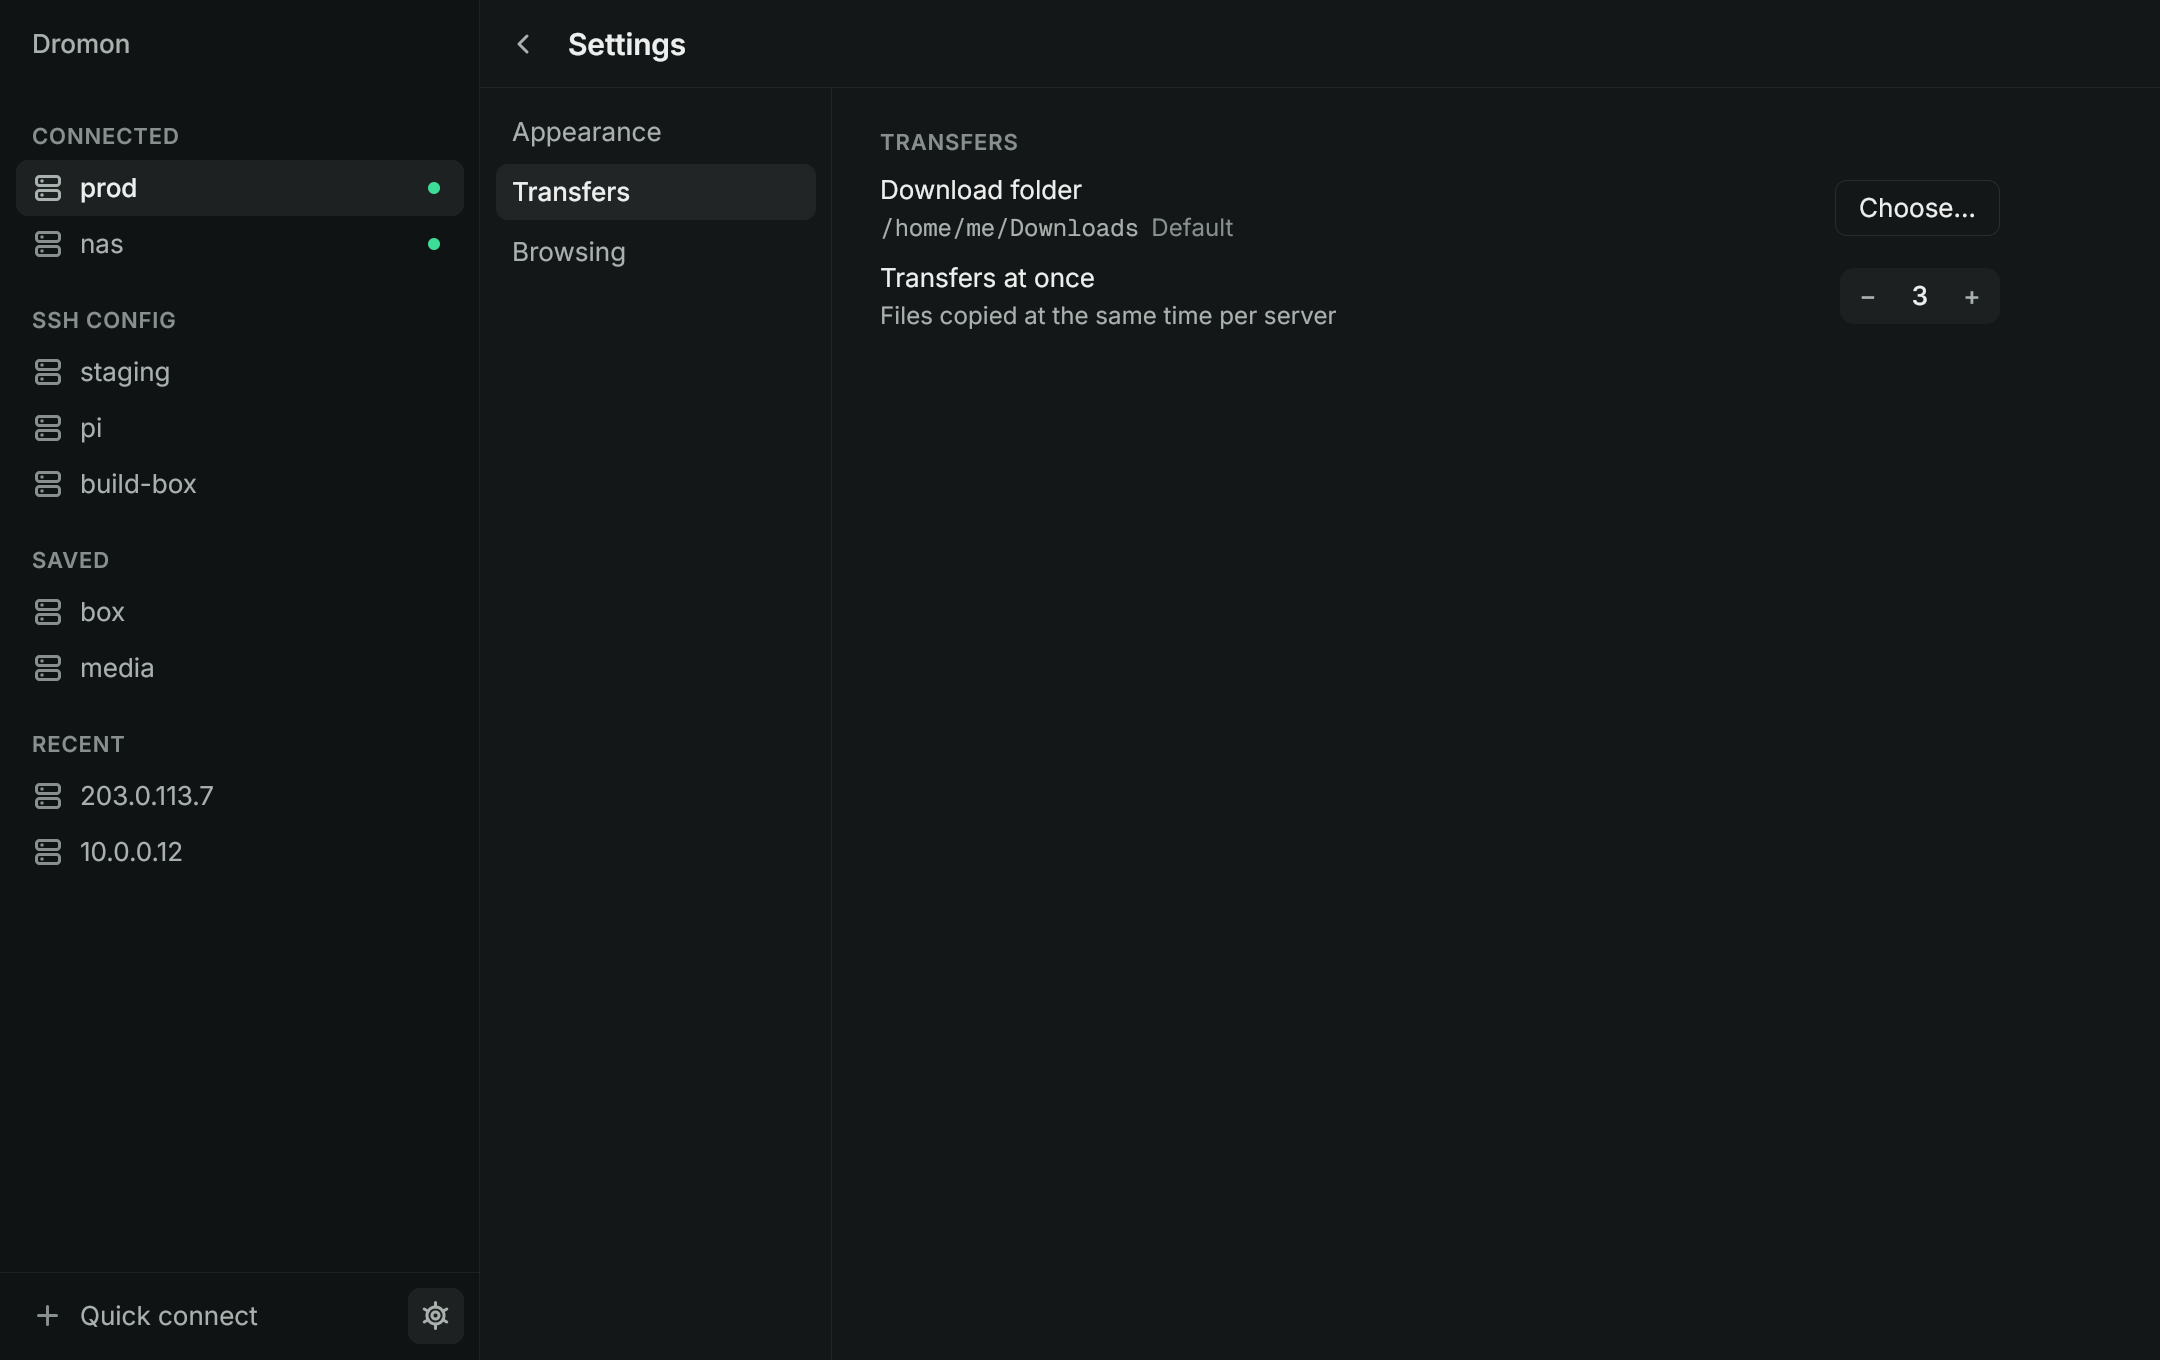 Dromon
CONNECTED
prod
nas
SSH CONFIG
staging
pi
build-box
SAVED
box
media
RECENT
203.0.113.7
10.0.0.12
Quick connect
Settings
Appearance
Transfers
Browsing
TRANSFERS
Download folder
/home/me/Downloads Default
Choose...
Transfers at once
Files copied at the same time per server
− 3 +